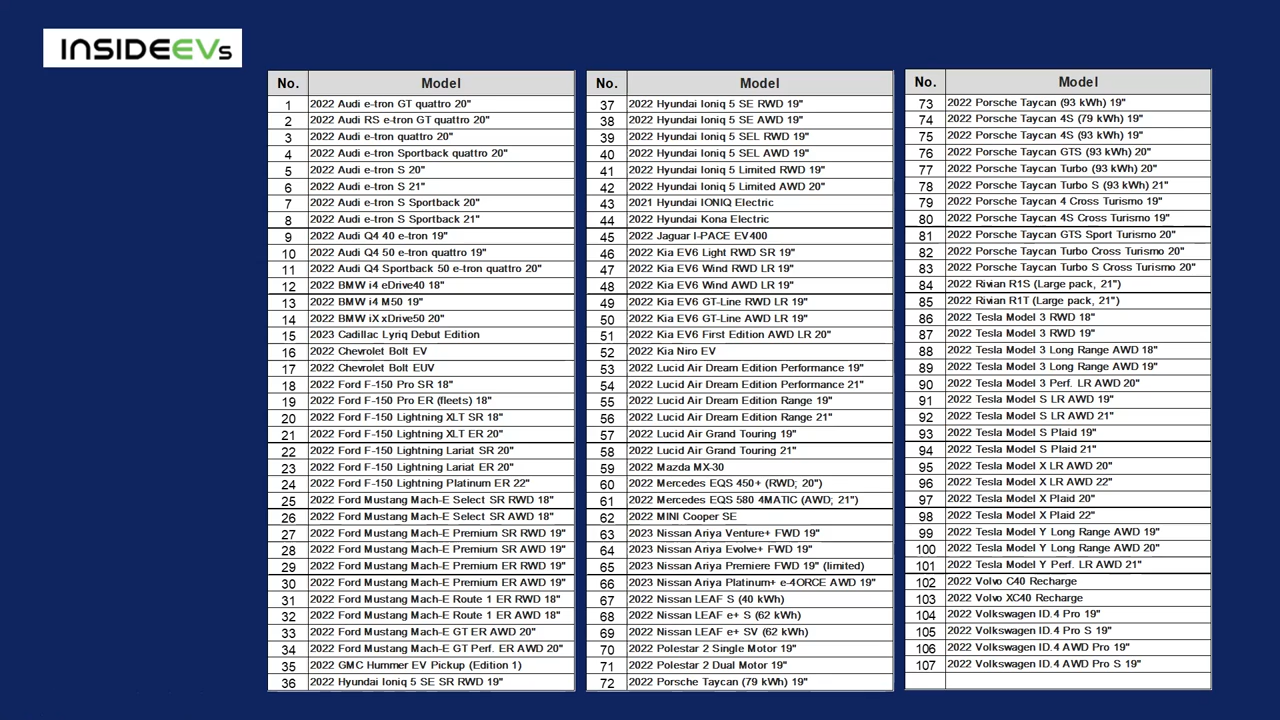 INSIDEEVs
No. Model
1 2022 Audi e-tron GT quattro 20"
2 2022 Audi RS e-tron GT quattro 20"
3 2022 Audi e-tron quattro 20"
4 2022 Audi e-tron Sportback quattro 20"
5 2022 Audi e-tron S 20"
6 2022 Audi e-tron S 21"
7 2022 Audi e-tron S Sportback 20"
8 2022 Audi e-tron S Sportback 21"
9 2022 Audi Q4 40 e-tron 19"
10 2022 Audi Q4 50 e-tron quattro 19"
11 2022 Audi Q4 Sportback 50 e-tron quattro 20"
12 2022 BMW i4 eDrive40 18"
13 2022 BMW i4 M50 19"
14 2022 BMW iX xDrive50 20"
15 2023 Cadillac Lyriq Debut Edition
16 2022 Chevrolet Bolt EV
17 2022 Chevrolet Bolt EUV
18 2022 Ford F-150 Pro SR 18"
19 2022 Ford F-150 Pro ER (fleets) 18"
20 2022 Ford F-150 Lightning XLT SR 18"
21 2022 Ford F-150 Lightning XLT ER 20"
22 2022 Ford F-150 Lightning Lariat SR 20"
23 2022 Ford F-150 Lightning Lariat ER 20"
24 2022 Ford F-150 Lightning Platinum ER 22"
25 2022 Ford Mustang Mach-E Select SR RWD 18"
26 2022 Ford Mustang Mach-E Select SR AWD 18"
27 2022 Ford Mustang Mach-E Premium SR RWD 19"
28 2022 Ford Mustang Mach-E Premium SR AWD 19"
29 2022 Ford Mustang Mach-E Premium ER RWD 19"
30 2022 Ford Mustang Mach-E Premium ER AWD 19"
31 2022 Ford Mustang Mach-E Route 1 ER RWD 18"
32 2022 Ford Mustang Mach-E Route 1 ER AWD 18"
33 2022 Ford Mustang Mach-E GT ER AWD 20"
34 2022 Ford Mustang Mach-E GT Perf. ER AWD 20"
35 2022 GMC Hummer EV Pickup (Edition 1)
36 2022 Hyundai Ioniq 5 SE SR RWD 19"
No. Model
37 2022 Hyundai Ioniq 5 SE RWD 19"
38 2022 Hyundai Ioniq 5 SE AWD 19"
39 2022 Hyundai Ioniq 5 SEL RWD 19"
40 2022 Hyundai Ioniq 5 SEL AWD 19"
41 2022 Hyundai Ioniq 5 Limited RWD 19"
42 2022 Hyundai Ioniq 5 Limited AWD 20"
43 2021 Hyundai IONIQ Electric
44 2022 Hyundai Kona Electric
45 2022 Jaguar I-PACE EV400
46 2022 Kia EV6 Light RWD SR 19"
47 2022 Kia EV6 Wind RWD LR 19"
48 2022 Kia EV6 Wind AWD LR 19"
49 2022 Kia EV6 GT-Line RWD LR 19"
50 2022 Kia EV6 GT-Line AWD LR 19"
51 2022 Kia EV6 First Edition AWD LR 20"
52 2022 Kia Niro EV
53 2022 Lucid Air Dream Edition Performance 19"
54 2022 Lucid Air Dream Edition Performance 21"
55 2022 Lucid Air Dream Edition Range 19"
56 2022 Lucid Air Dream Edition Range 21"
57 2022 Lucid Air Grand Touring 19"
58 2022 Lucid Air Grand Touring 21"
59 2022 Mazda MX-30
60 2022 Mercedes EQS 450+ (RWD; 20")
61 2022 Mercedes EQS 580 4MATIC (AWD; 21")
62 2022 MINI Cooper SE
63 2023 Nissan Ariya Venture+ FWD 19"
64 2023 Nissan Ariya Evolve+ FWD 19"
65 2023 Nissan Ariya Premiere FWD 19" (limited)
66 2023 Nissan Ariya Platinum+ e-4ORCE AWD 19"
67 2022 Nissan LEAF S (40 kWh)
68 2022 Nissan LEAF e+ S (62 kWh)
69 2022 Nissan LEAF e+ SV (62 kWh)
70 2022 Polestar 2 Single Motor 19"
71 2022 Polestar 2 Dual Motor 19"
72 2022 Porsche Taycan (79 kWh) 19"
No. Model
73 2022 Porsche Taycan (93 kWh) 19"
74 2022 Porsche Taycan 4S (79 kWh) 19"
75 2022 Porsche Taycan 4S (93 kWh) 19"
76 2022 Porsche Taycan GTS (93 kWh) 20"
77 2022 Porsche Taycan Turbo (93 kWh) 20"
78 2022 Porsche Taycan Turbo S (93 kWh) 21"
79 2022 Porsche Taycan 4 Cross Turismo 19"
80 2022 Porsche Taycan 4S Cross Turismo 19"
81 2022 Porsche Taycan GTS Sport Turismo 20"
82 2022 Porsche Taycan Turbo Cross Turismo 20"
83 2022 Porsche Taycan Turbo S Cross Turismo 20"
84 2022 Rivian R1S (Large pack, 21")
85 2022 Rivian R1T (Large pack, 21")
86 2022 Tesla Model 3 RWD 18"
87 2022 Tesla Model 3 RWD 19"
88 2022 Tesla Model 3 Long Range AWD 18"
89 2022 Tesla Model 3 Long Range AWD 19"
90 2022 Tesla Model 3 Perf. LR AWD 20"
91 2022 Tesla Model S LR AWD 19"
92 2022 Tesla Model S LR AWD 21"
93 2022 Tesla Model S Plaid 19"
94 2022 Tesla Model S Plaid 21"
95 2022 Tesla Model X LR AWD 20"
96 2022 Tesla Model X LR AWD 22"
97 2022 Tesla Model X Plaid 20"
98 2022 Tesla Model X Plaid 22"
99 2022 Tesla Model Y Long Range AWD 19"
100 2022 Tesla Model Y Long Range AWD 20"
101 2022 Tesla Model Y Perf. LR AWD 21"
102 2022 Volvo C40 Recharge
103 2022 Volvo XC40 Recharge
104 2022 Volkswagen ID.4 Pro 19"
105 2022 Volkswagen ID.4 Pro S 19"
106 2022 Volkswagen ID.4 AWD Pro 19"
107 2022 Volkswagen ID.4 AWD Pro S 19"